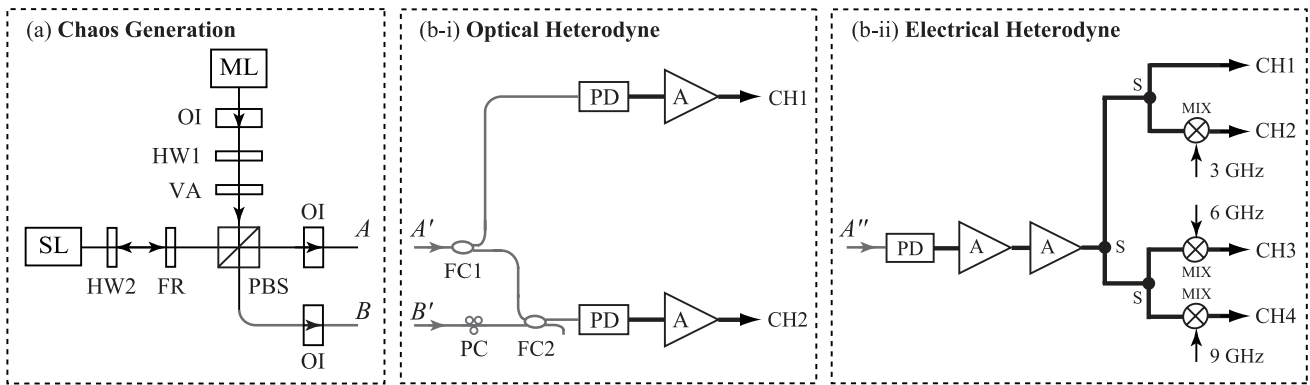 (a) Chaos Generation
ML
OI
HW1
VA
OI
A
SL
HW2
FR
PBS
B
OI
(b-i) Optical Heterodyne
PD
A
CH1
A′
FC1
B′
PC
FC2
PD
A
CH2
(b-ii) Electrical Heterodyne
CH1
S
MIX
CH2
3 GHz
A″
PD
A
A
S
6 GHz
CH3
MIX
S
MIX
CH4
9 GHz